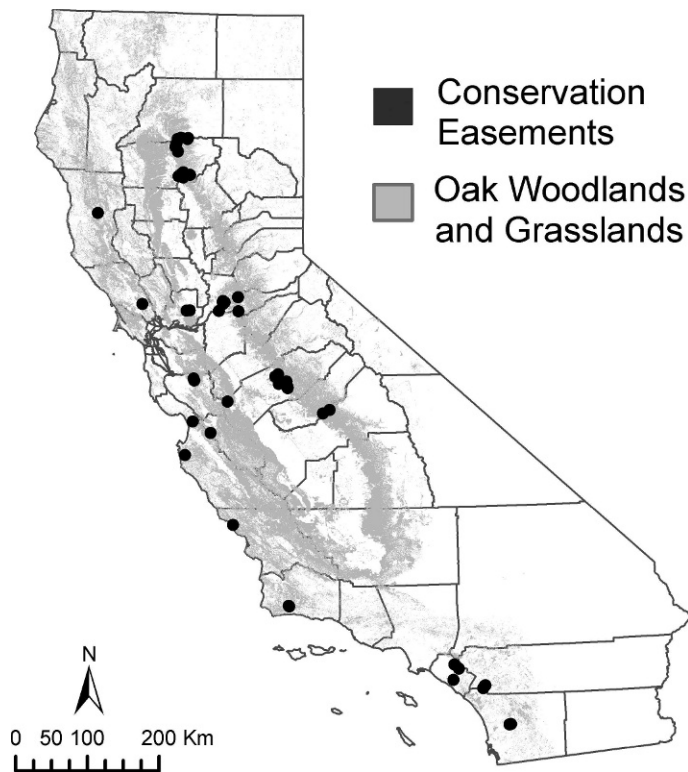 Conservation
Easements
Oak Woodlands
and Grasslands
N
0 50 100 200 Km